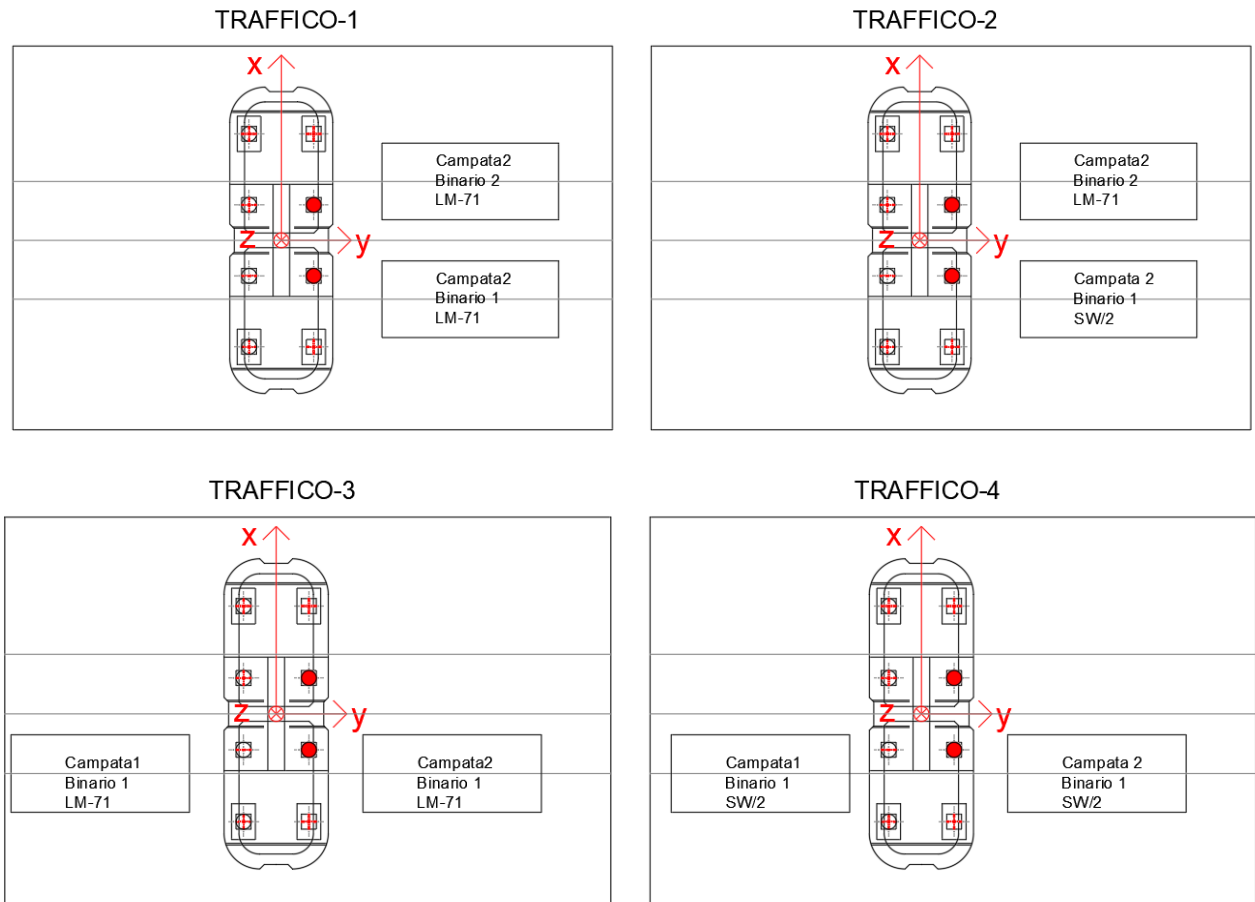 TRAFFICO-1
x
z
y
Campata2
Binario 2
LM-71
Campata2
Binario 1
LM-71
TRAFFICO-2
x
z
y
Campata2
Binario 2
LM-71
Campata 2
Binario 1
SW/2
TRAFFICO-3
x
z
y
Campata1
Binario 1
LM-71
Campata2
Binario 1
LM-71
TRAFFICO-4
x
z
y
Campata1
Binario 1
SW/2
Campata 2
Binario 1
SW/2